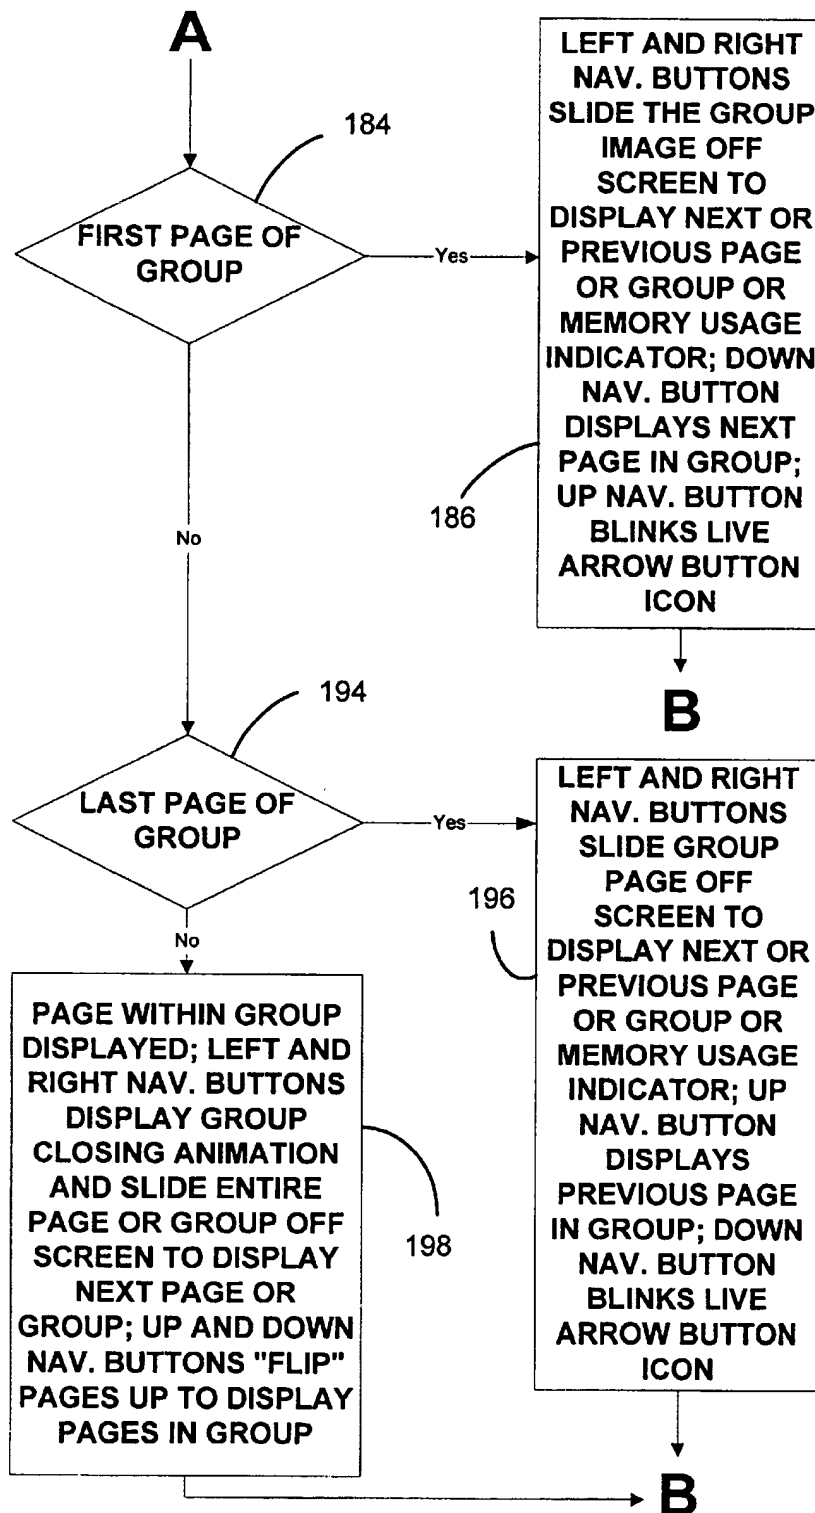 A
184
FIRST PAGE OF
GROUP
Yes
LEFT AND RIGHT
NAV. BUTTONS
SLIDE THE GROUP
IMAGE OFF
SCREEN TO
DISPLAY NEXT OR
PREVIOUS PAGE
OR GROUP OR
MEMORY USAGE
INDICATOR; DOWN
NAV. BUTTON
DISPLAYS NEXT
PAGE IN GROUP;
UP NAV. BUTTON
BLINKS LIVE
ARROW BUTTON
ICON
186
B
No
194
LAST PAGE OF
GROUP
Yes
LEFT AND RIGHT
NAV. BUTTONS
SLIDE GROUP
PAGE OFF
SCREEN TO
DISPLAY NEXT OR
PREVIOUS PAGE
OR GROUP OR
MEMORY USAGE
INDICATOR; UP
NAV. BUTTON
DISPLAYS
PREVIOUS PAGE
IN GROUP; DOWN
NAV. BUTTON
BLINKS LIVE
ARROW BUTTON
ICON
196
No
PAGE WITHIN GROUP
DISPLAYED; LEFT AND
RIGHT NAV. BUTTONS
DISPLAY GROUP
CLOSING ANIMATION
AND SLIDE ENTIRE
PAGE OR GROUP OFF
SCREEN TO DISPLAY
NEXT PAGE OR
GROUP; UP AND DOWN
NAV. BUTTONS "FLIP"
PAGES UP TO DISPLAY
PAGES IN GROUP
198
B